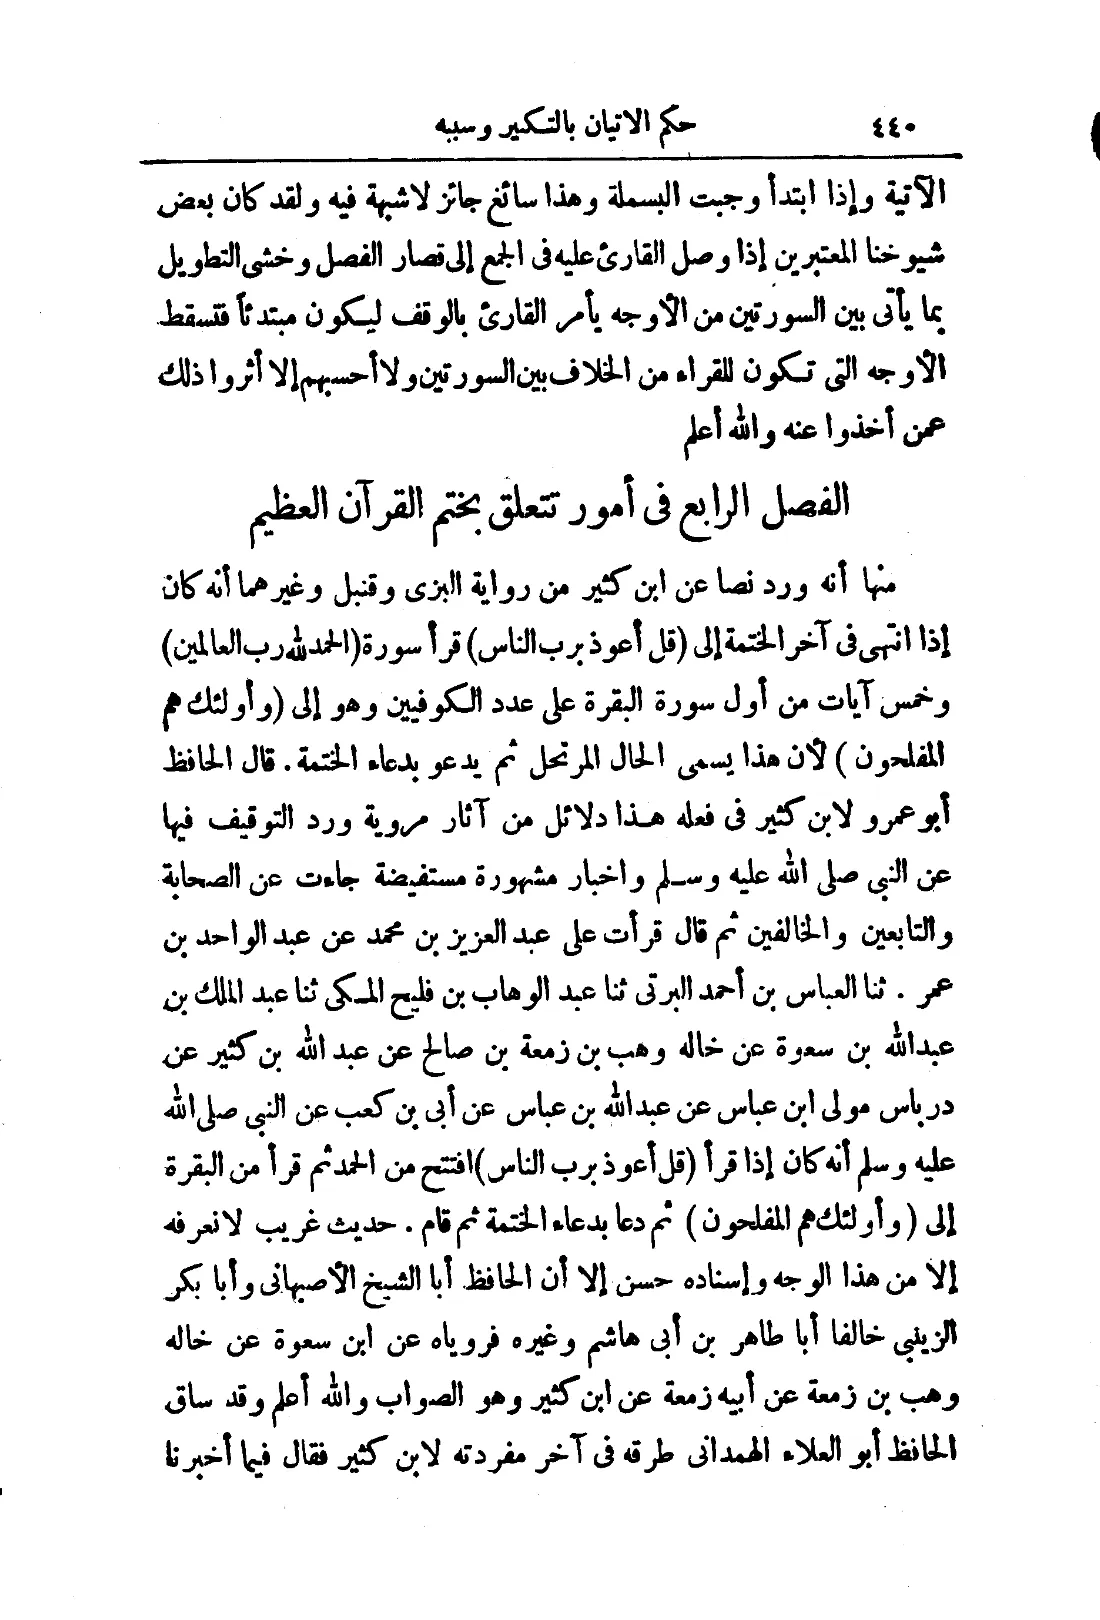 ٤٤٠ حكم الاتيان بالتكبير وسببه
الآتية وإذا ابتدأ وجبت البسملة وهذا سائغ جائز لا شبهة فيه ولقد كان بعض
شيوخنا المعتبرين إذا وصل القارئ عليه فى الجمع إلى قصار الفصل وخشى التطويل
بما يأتى بين السورتين من الأوجه يأمر القارئ بالوقف ليكون مبتدئاً فتسقط
الأوجه التى تكون للقراء من الخلاف بين السورتين ولا أحسبهم إلا أثروا ذلك
عمن أخذوا عنه والله أعلم
الفصل الرابع فى أمور تتعلق بختم القرآن العظيم
منها أنه ورد نصا عن ابن كثير من رواية البزى وقنبل وغيرهما أنه كان
إذا انتهى فى آخر الختمة إلى (قل أعوذ برب الناس) قرأ سورة (الحمد لله رب العالمين)
وخمس آيات من أول سورة البقرة على عدد الكوفيين وهو إلى (وأولئك هم
المفلحون) لأن هذا يسمى الحال المرتحل ثم يدعو بدعاء الختمة. قال الحافظ
أبو عمرو لابن كثير فى فعله هذا دلائل من آثار مروية ورد التوقيف فيها
عن النبي صلى الله عليه وسلم واخبار مشهورة مستفيضة جاءت عن الصحابة
والتابعين والخالفين ثم قال قرأت على عبد العزيز بن محمد عن عبد الواحد بن
عمر . ثنا العباس بن أحمد البرتى ثنا عبد الوهاب بن فليح المكى ثنا عبد الملك بن
عبدالله بن سعوة عن خاله وهب بن زمعة بن صالح عن عبد الله بن كثير عن
درباس مولى ابن عباس عن عبدالله بن عباس عن أبى بن كعب عن النبي صلى الله
عليه وسلم أنه كان إذا قرأ (قل أعوذ برب الناس) افتتح من الحمد ثم قرأ من البقرة
إلى (وأولئك هم المفلحون) ثم دعا بدعاء الختمة ثم قام . حديث غريب لا نعرفه
إلا من هذا الوجه وإسناده حسن إلا أن الحافظ أبا الشيخ الأصبهانى وأبا بكر
الزينبي خالفا أبا طاهر بن أبى هاشم وغيره فروياه عن ابن سعوة عن خاله
وهب بن زمعة عن أبيه زمعة عن ابن كثير وهو الصواب والله أعلم وقد ساق
الحافظ أبو العلاء الهمدانى طرقه فى آخر مفردته لابن كثير فقال فيما أخبرنا